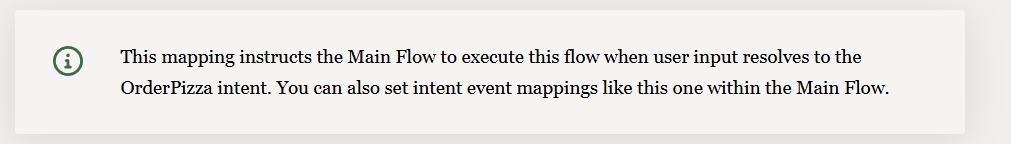 This mapping instructs the Main Flow to execute this flow when user input resolves to the
OrderPizza intent. You can also set intent event mappings like this one within the Main Flow.